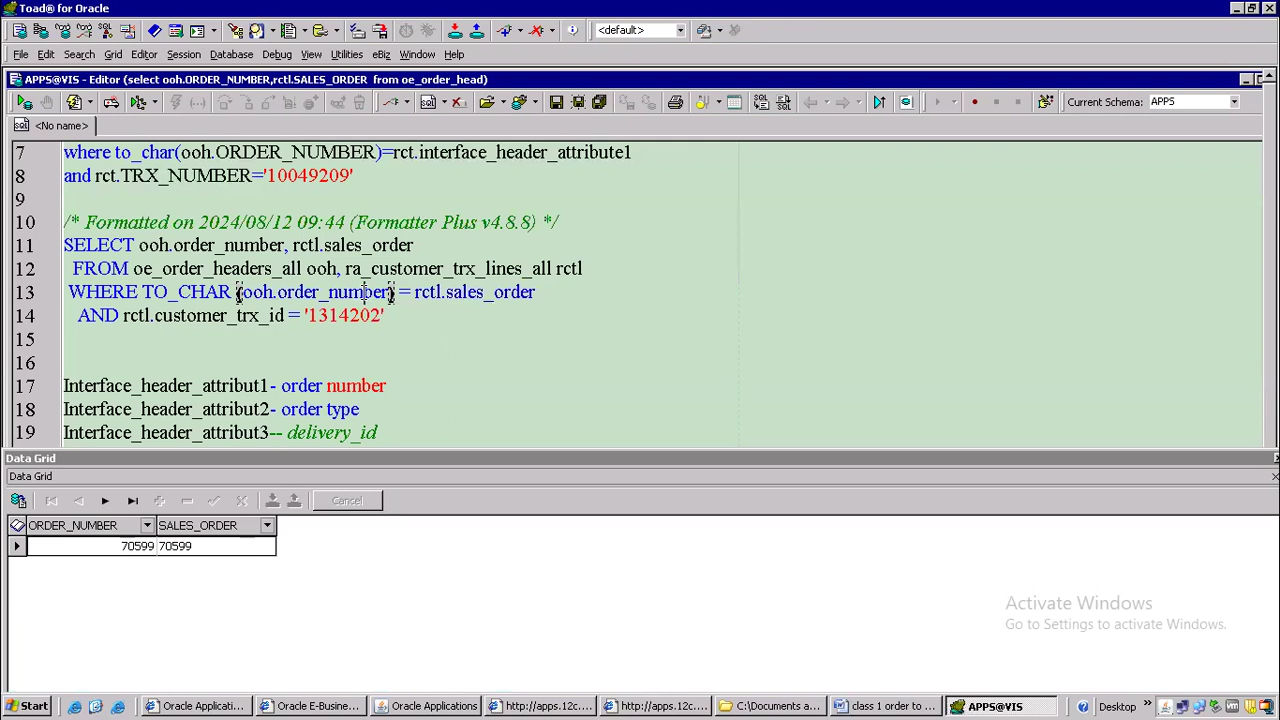 Toad® for Oracle
<default>
File Edit Search Grid Editor Session Database Debug View Utilities eBiz Window Help
APPS@VIS - Editor (select ooh.ORDER_NUMBER,rctl.SALES_ORDER from oe_order_head)
Current Schema: APPS
<No name>
7 where to_char(ooh.ORDER_NUMBER)=rct.interface_header_attribute1
8 and rct.TRX_NUMBER='10049209'
9
10 /* Formatted on 2024/08/12 09:44 (Formatter Plus v4.8.8) */
11 SELECT ooh.order_number, rctl.sales_order
12 FROM oe_order_headers_all ooh, ra_customer_trx_lines_all rctl
13 WHERE TO_CHAR (ooh.order_number) = rctl.sales_order
14 AND rctl.customer_trx_id = '1314202'
15
16
17 Interface_header_attribut1- order number
18 Interface_header_attribut2- order type
19 Interface_header_attribut3-- delivery_id
Data Grid
Data Grid
Cancel
ORDER_NUMBER SALES_ORDER
70599 70599
Activate Windows
Go to Settings to activate Windows.
Start Oracle Applicati... Oracle E-Busine... Oracle Applications http://apps.12c.... http://apps.12c.... C:\Documents a... class 1 order to ... APPS@VIS Desktop